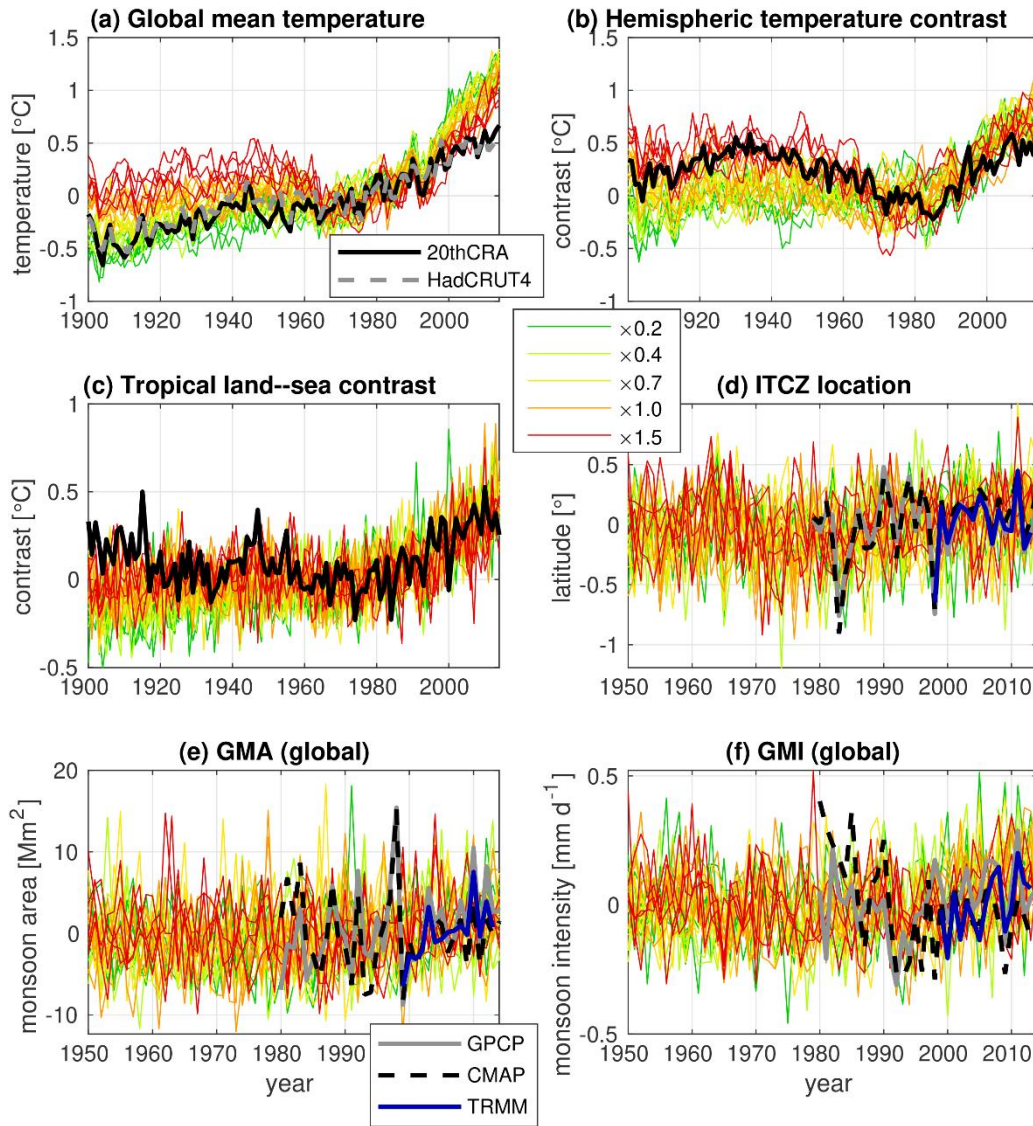 (a) Global mean temperature
(b) Hemispheric temperature contrast
1.5
1
0.5
0
-0.5
-1
temperature [°C]
1900 1920 1940 1960 1980 2000
20thCRA
HadCRUT4
1.5
1
0.5
0
-0.5
-1
contrast [°C]
1900 1920 1940 1960 1980 2000
×0.2
×0.4
×0.7
×1.0
×1.5
(c) Tropical land--sea contrast
(d) ITCZ location
1
0.5
0
-0.5
contrast [°C]
1900 1920 1940 1960 1980 2000
0.5
0
-0.5
-1
latitude [°]
1950 1960 1970 1980 1990 2000 2010
(e) GMA (global)
(f) GMI (global)
20
10
0
-10
monsoon area [Mm²]
1950 1960 1970 1980 1990
year
GPCP
CMAP
TRMM
0.5
0
-0.5
monsoon intensity [mm d⁻¹]
1950 1960 1970 1980 1990 2000 2010
year